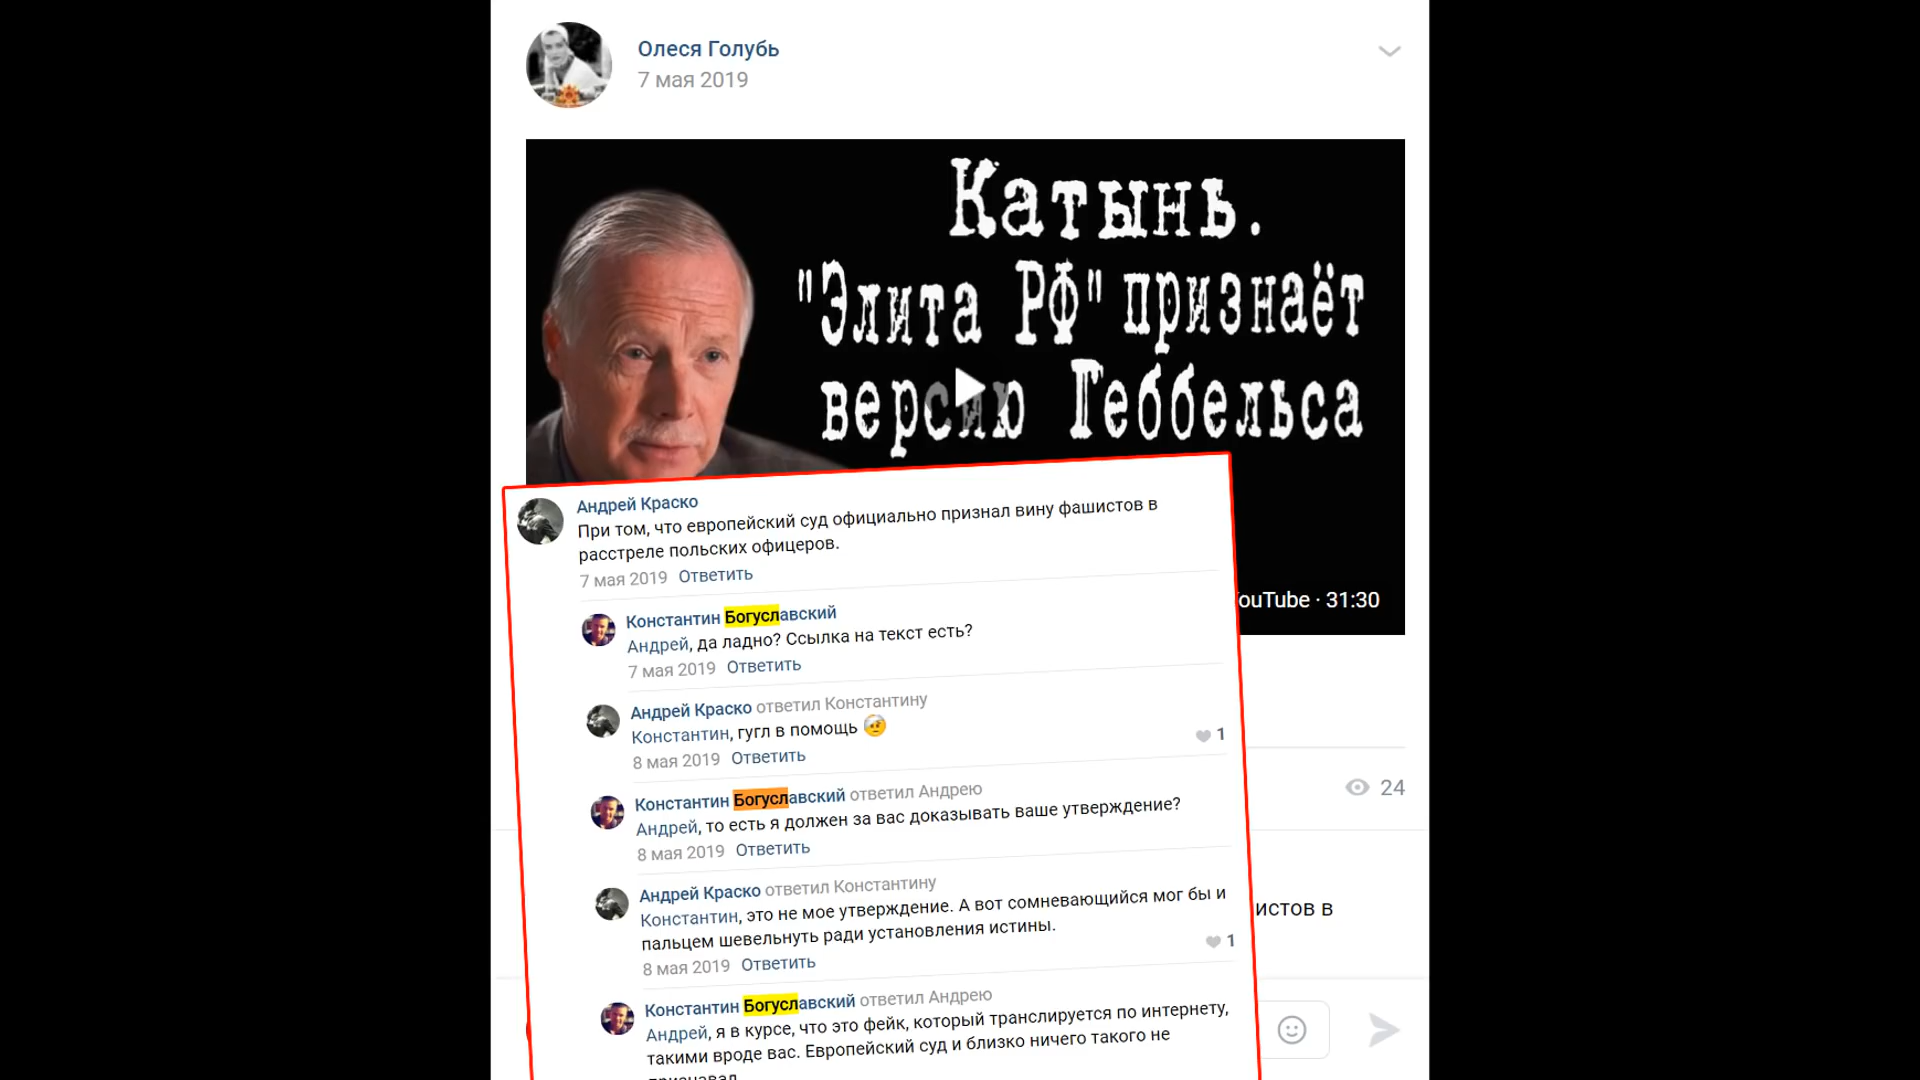 Олеся Голубь
7 мая 2019
Катынь.
"Элита РФ" признаёт
версию Геббельса
YouTube · 31:30
Андрей Краско
При том, что европейский суд официально признал вину фашистов в
расстреле польских офицеров.
7 мая 2019 Ответить
Константин Богуславский
Андрей, да ладно? Ссылка на текст есть?
7 мая 2019 Ответить
Андрей Краско ответил Константину
Константин, гугл в помощь 🤕
8 мая 2019 Ответить
1
Константин Богуславский ответил Андрею
Андрей, то есть я должен за вас доказывать ваше утверждение?
8 мая 2019 Ответить
Андрей Краско ответил Константину
Константин, это не мое утверждение. А вот сомневающийся мог бы и
пальцем шевельнуть ради установления истины.
8 мая 2019 Ответить
1
Константин Богуславский ответил Андрею
Андрей, я в курсе, что это фейк, который транслируется по интернету,
такими вроде вас. Европейский суд и близко ничего такого не
признавал
24
истов в